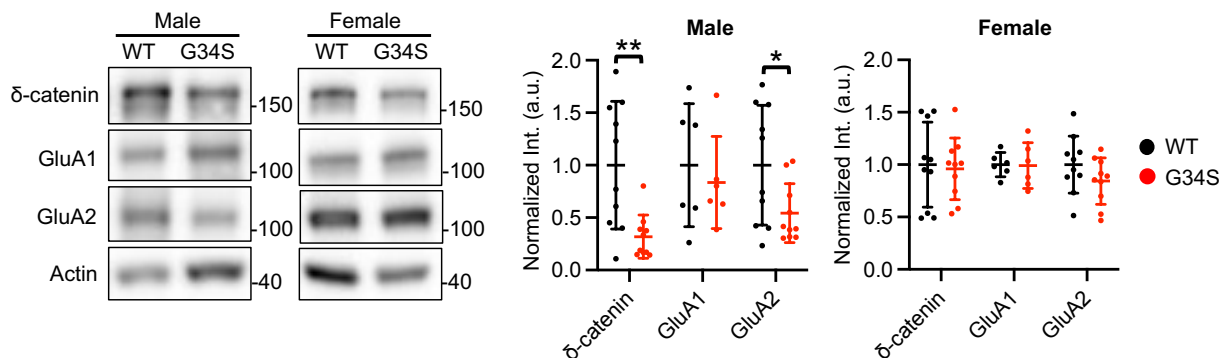 Male
Female
WT G34S
WT G34S
δ-catenin
-150
-150
GluA1
-100
-100
GluA2
-100
-100
Actin
-40
-40
Male
**
*
Normalized Int. (a.u.)
2.0
1.5
1.0
0.5
0.0
δ-catenin
GluA1
GluA2
Female
Normalized Int. (a.u.)
2.0
1.5
1.0
0.5
0.0
δ-catenin
GluA1
GluA2
WT
G34S